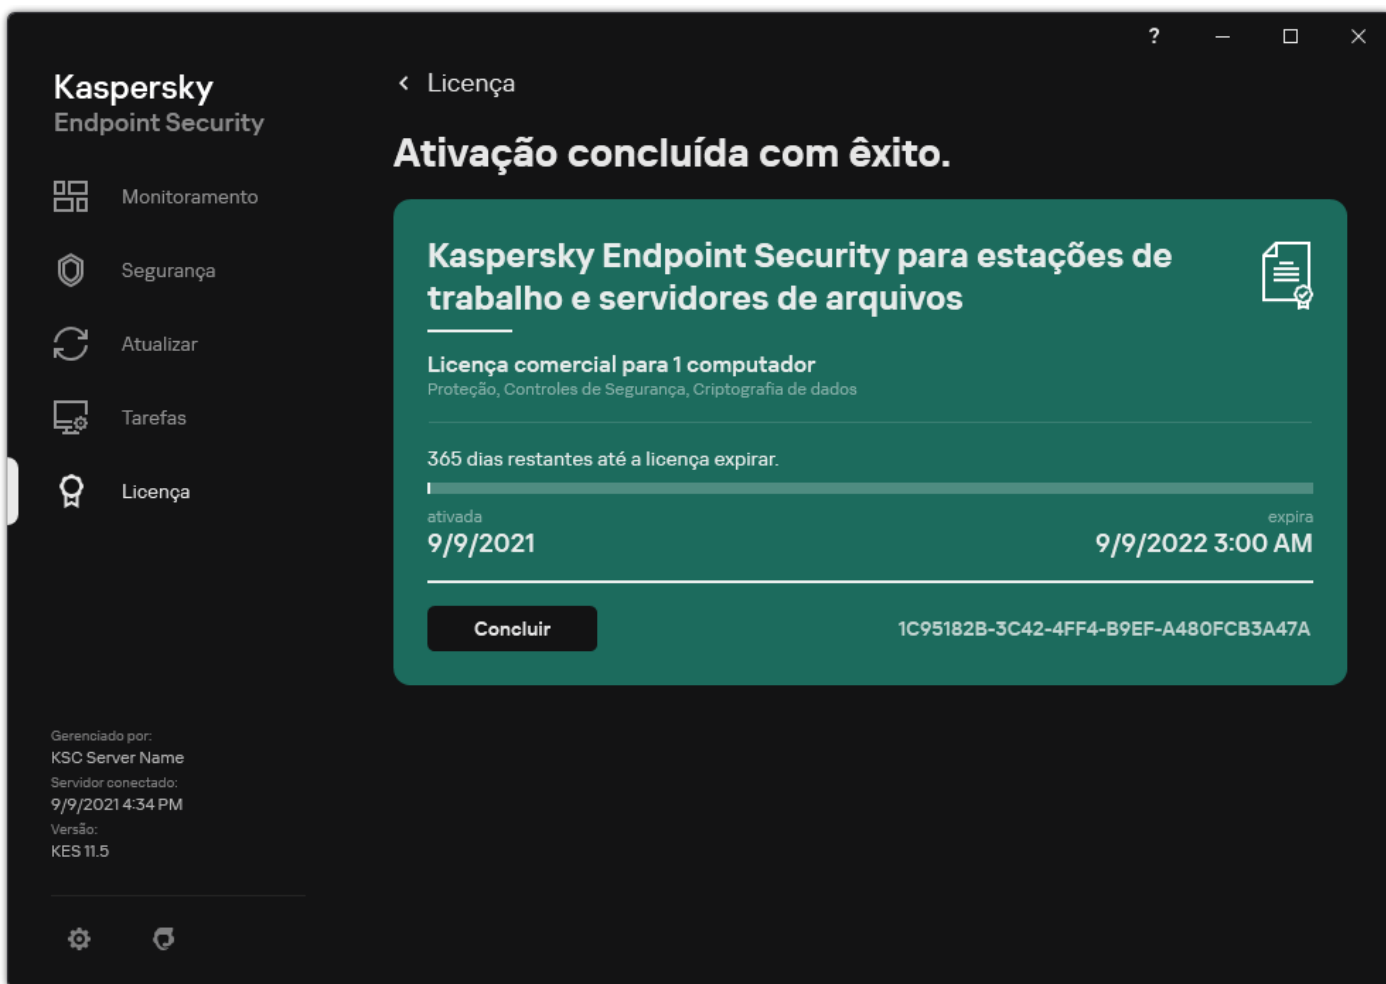 ?
Kaspersky
Endpoint Security
Monitoramento
Segurança
Atualizar
Tarefas
Licença
Gerenciado por:
KSC Server Name
Servidor conectado:
9/9/2021 4:34 PM
Versão:
KES 11.5
Licença
Ativação concluída com êxito.
Kaspersky Endpoint Security para estações de
trabalho e servidores de arquivos
Licença comercial para 1 computador
Proteção, Controles de Segurança, Criptografia de dados
365 dias restantes até a licença expirar.
ativada expira
9/9/2021 9/9/2022 3:00 AM
Concluir 1C95182B-3C42-4FF4-B9EF-A480FCB3A47A